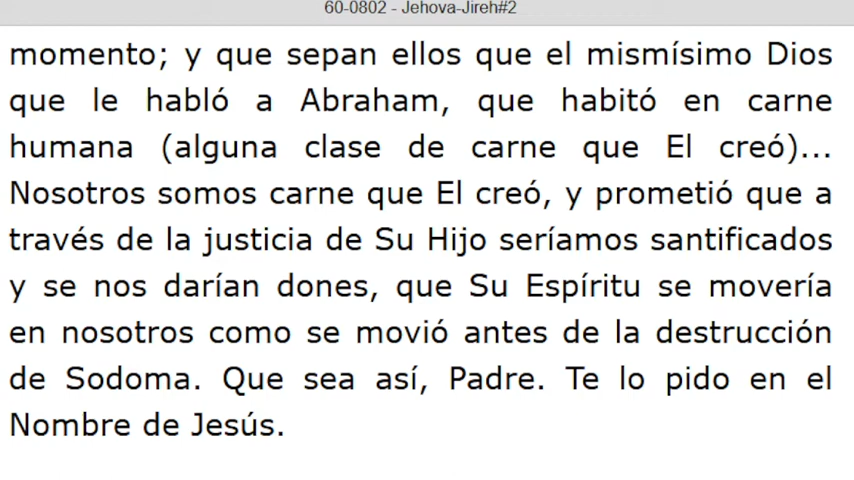 60-0802 - Jehova-Jireh#2
momento; y que sepan ellos que el mismísimo Dios
que le habló a Abraham, que habitó en carne
humana (alguna clase de carne que El creó)...
Nosotros somos carne que El creó, y prometió que a
través de la justicia de Su Hijo seríamos santificados
y se nos darían dones, que Su Espíritu se movería
en nosotros como se movió antes de la destrucción
de Sodoma. Que sea así, Padre. Te lo pido en el
Nombre de Jesús.